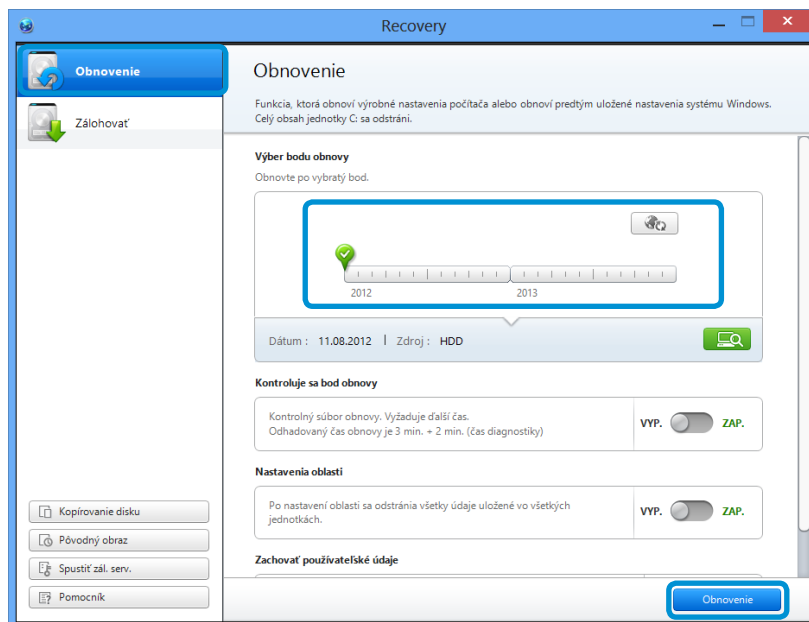 Recovery
Obnovenie
Zálohovať
Kopírovanie disku
Pôvodný obraz
Spustiť zál. serv.
Pomocník
Obnovenie
Funkcia, ktorá obnoví výrobné nastavenia počítača alebo obnoví predtým uložené nastavenia systému Windows.
Celý obsah jednotky C: sa odstráni.
Výber bodu obnovy
Obnovte po vybratý bod.
2012 2013
Dátum : 11.08.2012 | Zdroj : HDD
Kontroluje sa bod obnovy
Kontrolný súbor obnovy. Vyžaduje ďalší čas.
Odhadovaný čas obnovy je 3 min. + 2 min. (čas diagnostiky)
VYP. ZAP.
Nastavenia oblasti
Po nastavení oblasti sa odstránia všetky údaje uložené vo všetkých
jednotkách.
VYP. ZAP.
Zachovať používateľské údaje
Obnovenie